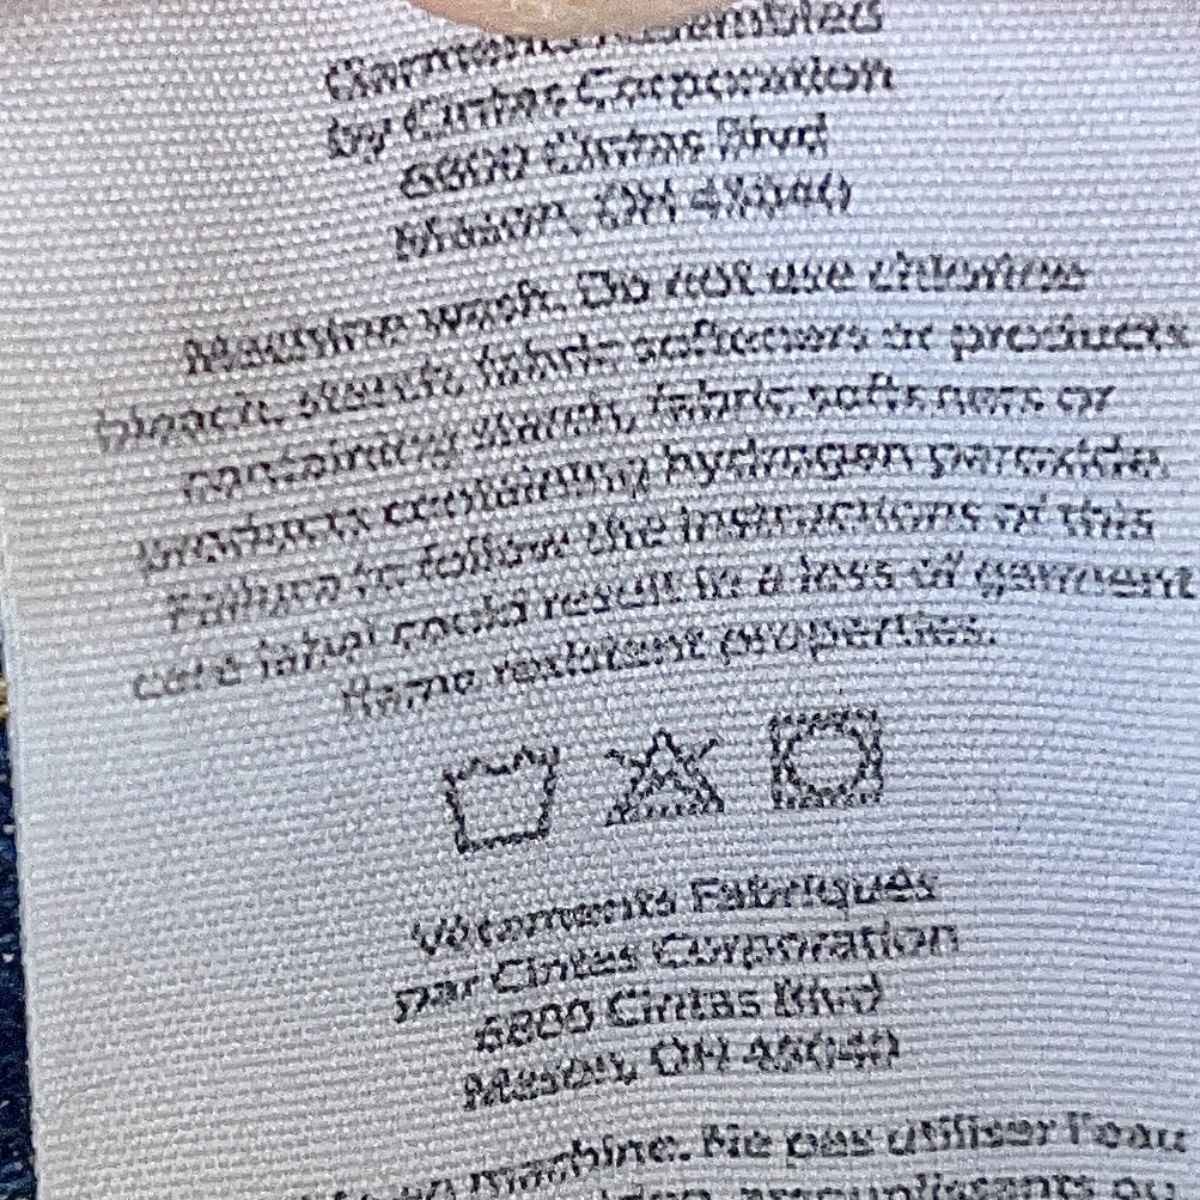 Garments Assembled
by Cintas Corporation
6800 Cintas Blvd
Mason, OH 45040
Machine wash. Do not use chlorine
bleach, starch, fabric softeners or products
containing starch, fabric softeners or
products containing hydrogen peroxide.
Failure to follow the instructions of this
care label could result in a loss of garment
flame resistant properties.
Vêtements Fabriqués
par Cintas Corporation
6800 Cintas Blvd
Mason, OH 45040
machine. Ne pas utiliser l'eau